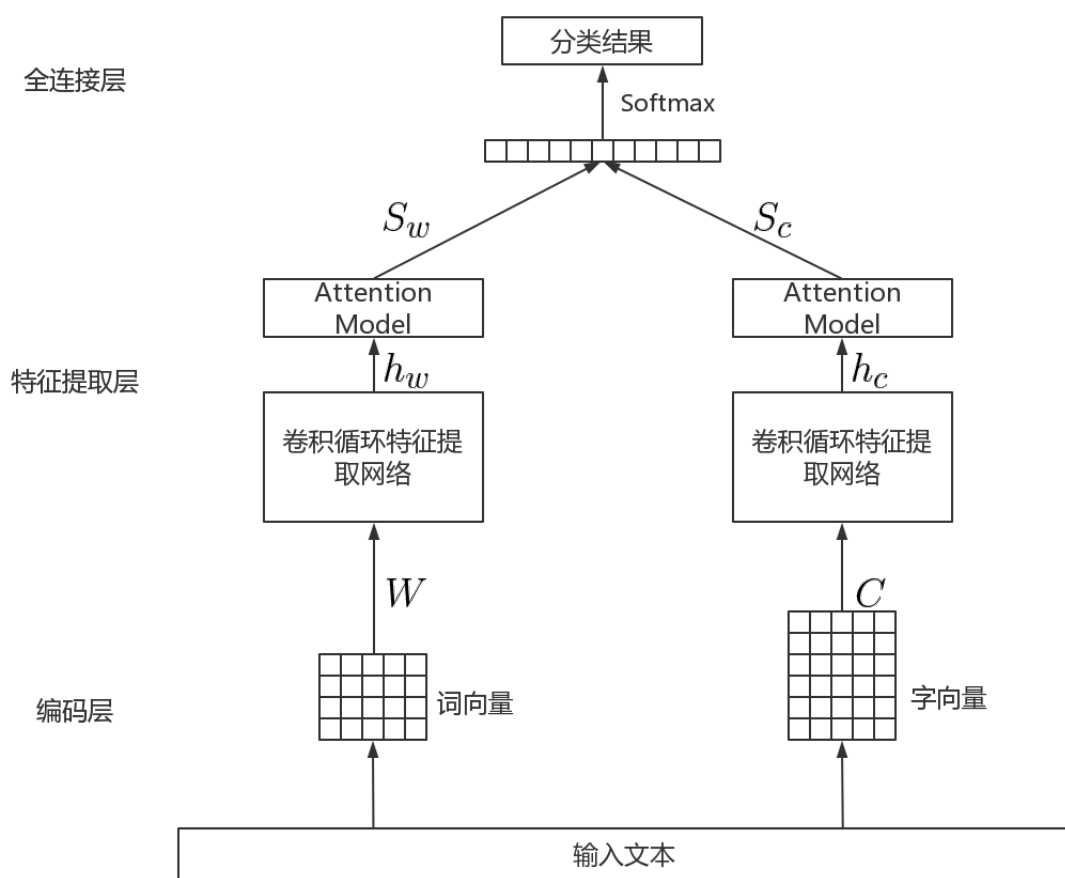 分类结果
全连接层
Softmax
S_w
S_c
Attention
Model
Attention
Model
h_w
h_c
特征提取层
卷积循环特征提
取网络
卷积循环特征提
取网络
W
C
编码层
词向量
字向量
输入文本